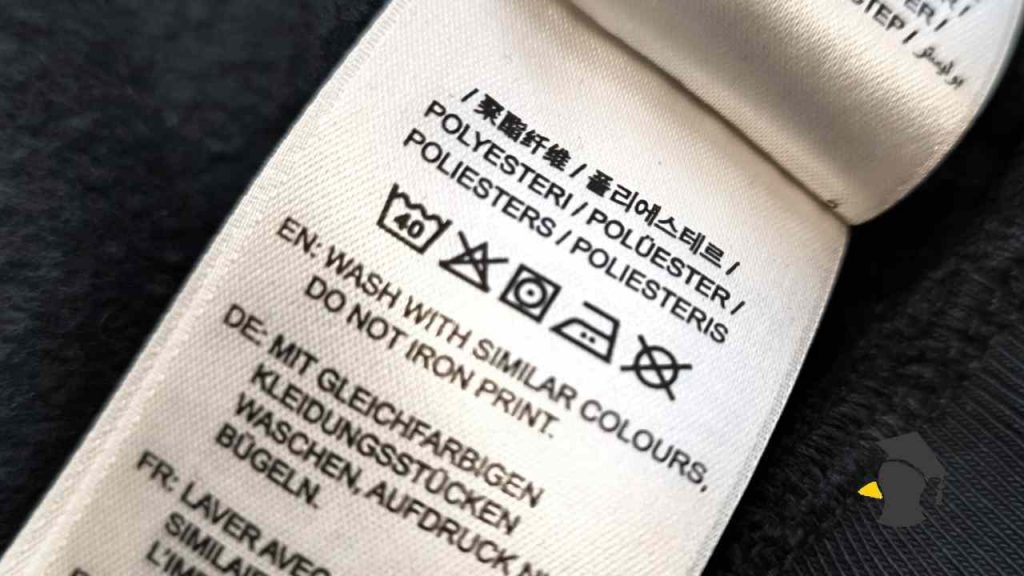 / 聚酯纤维 / 폴리에스테르 /
POLYESTERI / POLÜESTER /
POLIESTERS / POLIESTERIS
40
EN: WASH WITH SIMILAR COLOURS,
DO NOT IRON PRINT.
DE: MIT GLEICHFARBIGEN
KLEIDUNGSSTÜCKEN
WASCHEN, AUFDRUCK
BÜGELN.
FR: LAVER AVEC